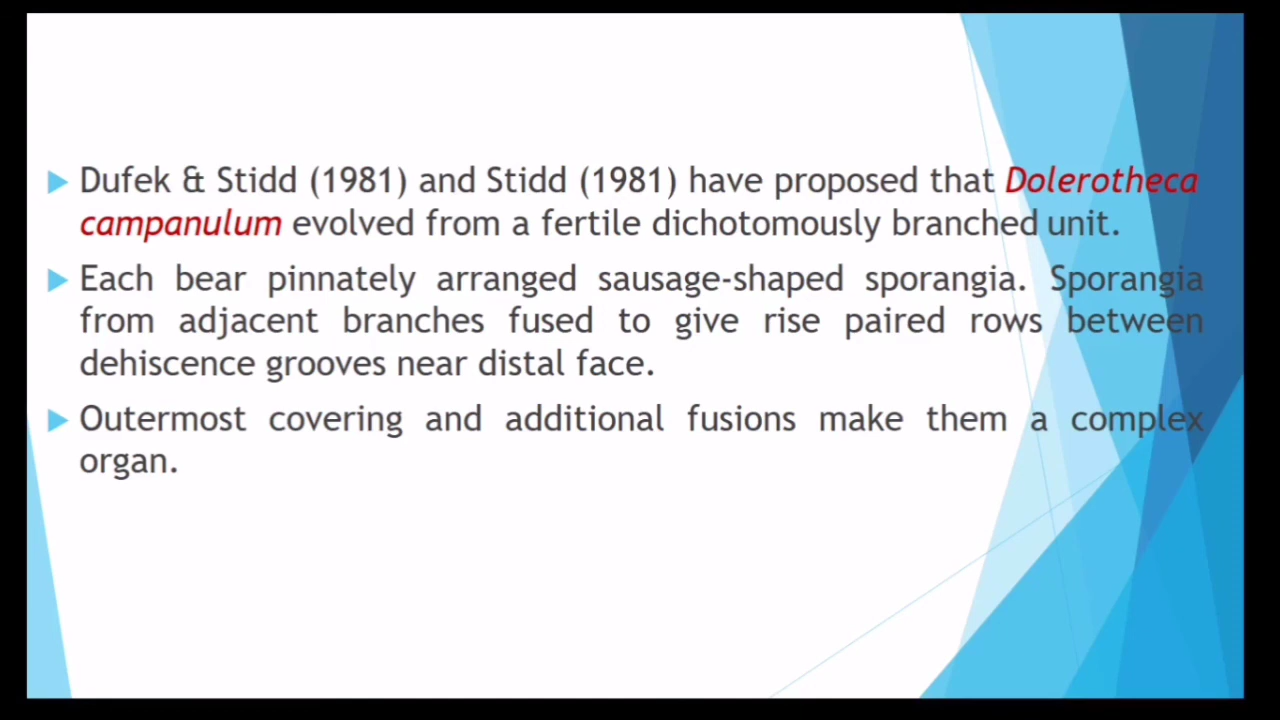 Dufek & Stidd (1981) and Stidd (1981) have proposed that Dolerotheca
campanulum evolved from a fertile dichotomously branched unit.
Each bear pinnately arranged sausage-shaped sporangia. Sporangia
from adjacent branches fused to give rise paired rows between
dehiscence grooves near distal face.
Outermost covering and additional fusions make them a complex
organ.